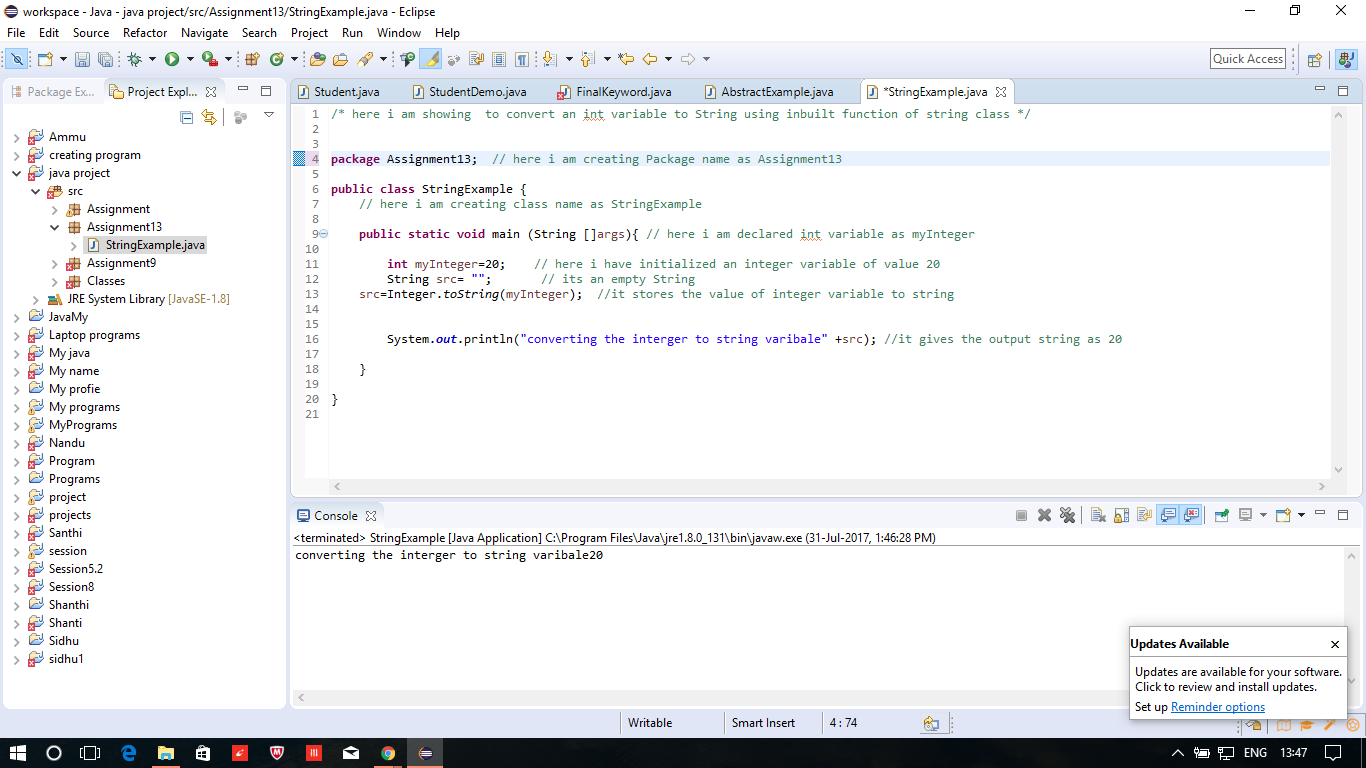 workspace - Java - java project/src/Assignment13/StringExample.java - Eclipse
File Edit Source Refactor Navigate Search Project Run Window Help
Quick Access
Package Ex...
Project Expl...
Ammu
creating program
java project
src
Assignment
Assignment13
StringExample.java
Assignment9
Classes
JRE System Library [JavaSE-1.8]
JavaMy
Laptop programs
My java
My name
My profie
My programs
MyPrograms
Nandu
Program
Programs
project
projects
Santhi
session
Session5.2
Session8
Shanthi
Shanti
Sidhu
sidhu1
Student.java StudentDemo.java FinalKeyword.java AbstractExample.java *StringExample.java
1 /* here i am showing  to convert an int variable to String using inbuilt function of string class */
2
3
4 package Assignment13;  // here i am creating Package name as Assignment13
5
6 public class StringExample {
7     // here i am creating class name as StringExample
8
9     public static void main (String []args){ // here i am declared int variable as myInteger
10
11         int myInteger=20;    // here i have initialized an integer variable of value 20
12         String src= "";       // its an empty String
13     src=Integer.toString(myInteger);  //it stores the value of integer variable to string
14
15
16         System.out.println("converting the interger to string varibale" +src); //it gives the output string as 20
17
18     }
19
20 }
21
Console
<terminated> StringExample [Java Application] C:\Program Files\Java\jre1.8.0_131\bin\javaw.exe (31-Jul-2017, 1:46:28 PM)
converting the interger to string varibale20
Updates Available
Updates are available for your software.
Click to review and install updates.
Set up Reminder options
Writable Smart Insert 4 : 74
ENG 13:47